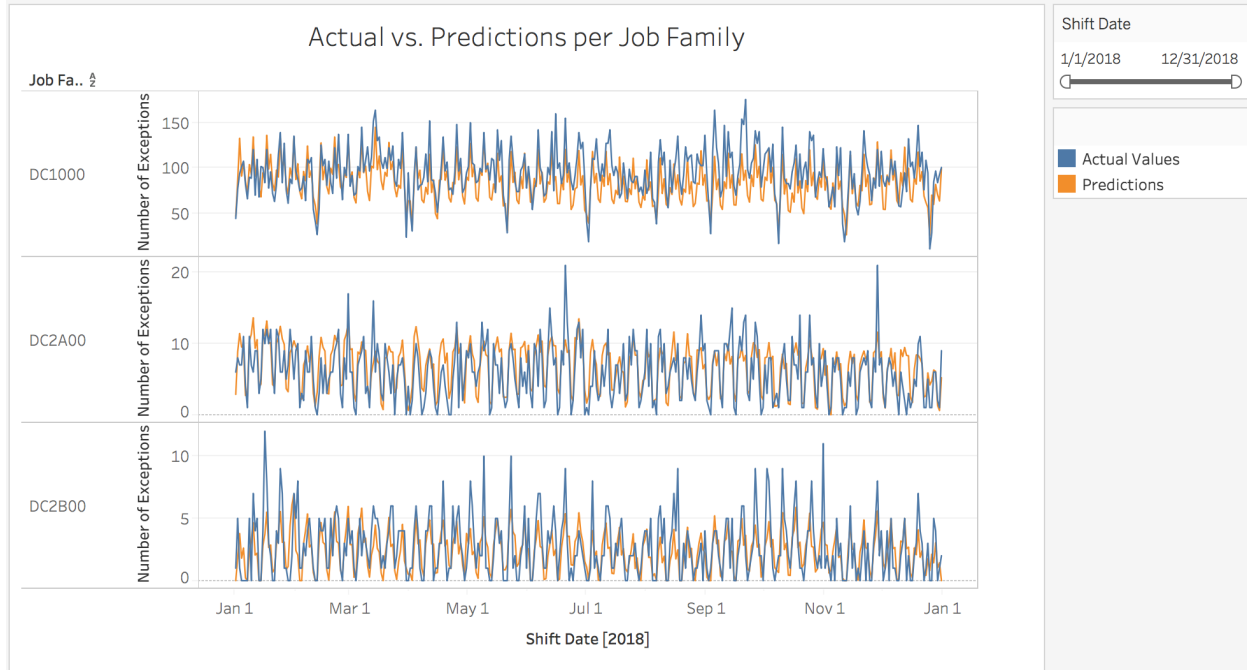 Actual vs. Predictions per Job Family
Job Fa..
DC1000
Number of Exceptions
150
100
50
DC2A00
Number of Exceptions
20
10
0
DC2B00
Number of Exceptions
10
5
0
Jan 1 Mar 1 May 1 Jul 1 Sep 1 Nov 1 Jan 1
Shift Date [2018]
Shift Date
1/1/2018 12/31/2018
Actual Values
Predictions